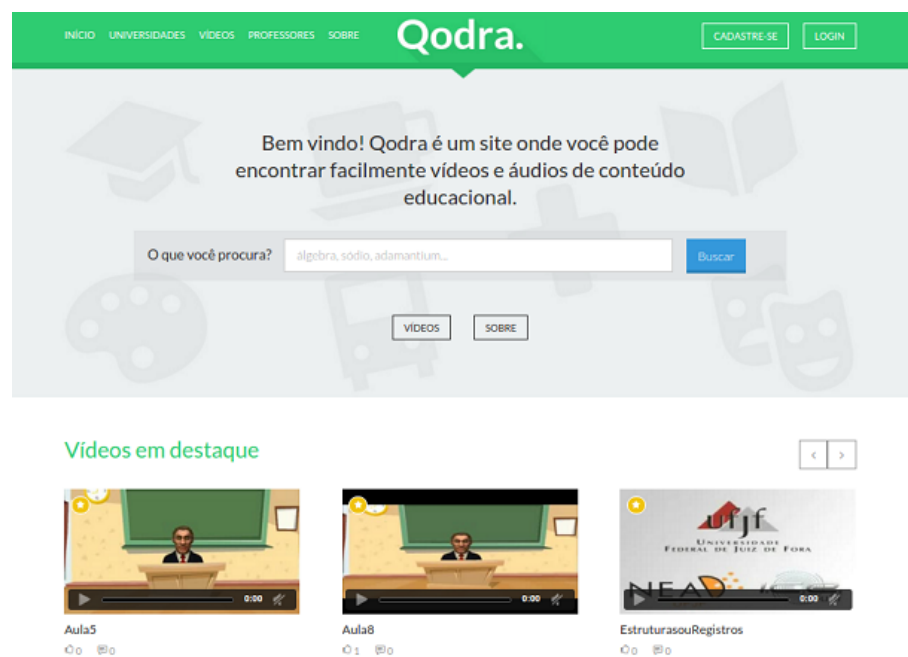 INÍCIO UNIVERSIDADES VÍDEOS PROFESSORES SOBRE
Qodra.
CADASTRE-SE LOGIN
Bem vindo! Qodra é um site onde você pode
encontrar facilmente vídeos e áudios de conteúdo
educacional.
O que você procura? álgebra, sódio, adamantium... Buscar
VÍDEOS SOBRE
Vídeos em destaque
< >
ufjf
UNIVERSIDADE
FEDERAL DE JUIZ DE FORA
NEAD
0:00 0:00 0:00
Aula5 Aula8 EstruturasouRegistros
0 0 1 0 0 0